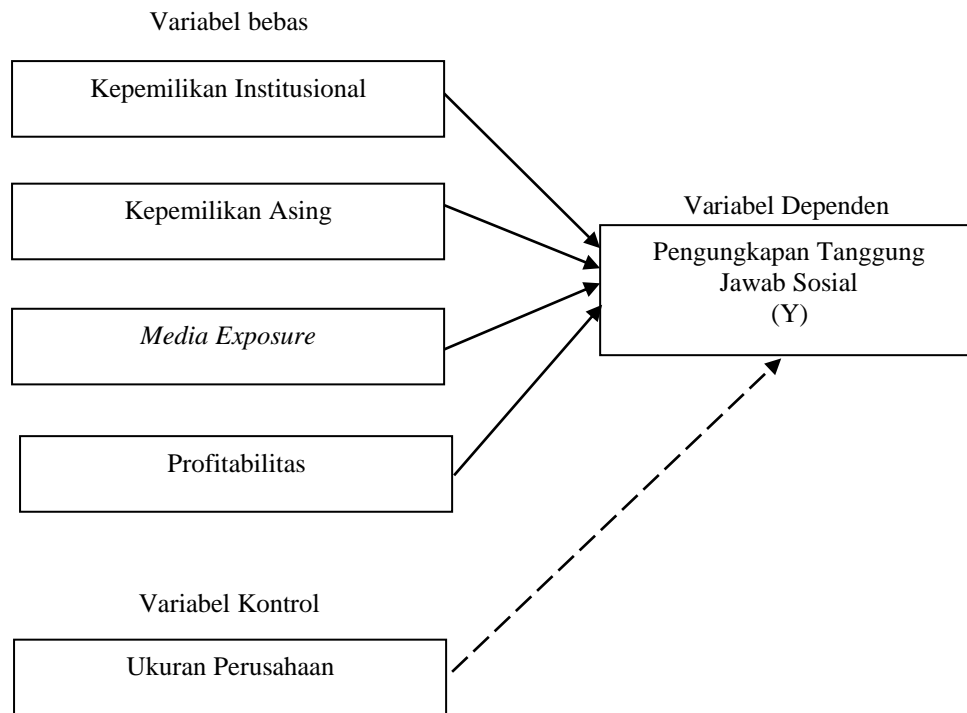 Variabel bebas
Kepemilikan Institusional
Kepemilikan Asing
Media Exposure
Profitabilitas
Variabel Kontrol
Ukuran Perusahaan
Variabel Dependen
Pengungkapan Tanggung
Jawab Sosial
(Y)